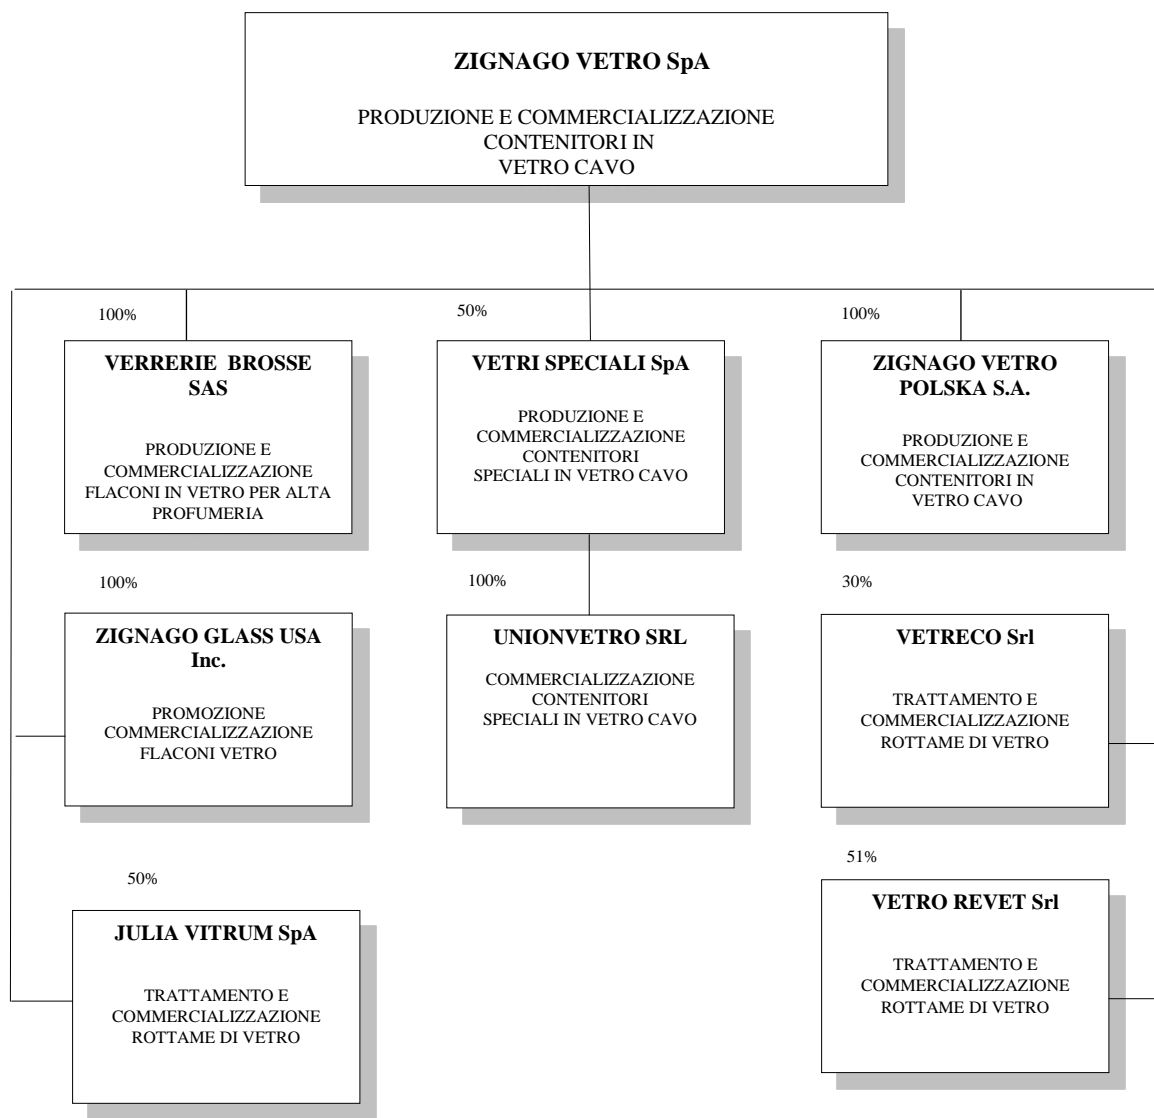 ZIGNAGO VETRO SpA
PRODUZIONE E COMMERCIALIZZAZIONE
CONTENITORI IN
VETRO CAVO
100%
VERRERIE BROSSE
SAS
PRODUZIONE E
COMMERCIALIZZAZIONE
FLACONI IN VETRO PER ALTA
PROFUMERIA
50%
VETRI SPECIALI SpA
PRODUZIONE E
COMMERCIALIZZAZIONE
CONTENITORI
SPECIALI IN VETRO CAVO
100%
ZIGNAGO VETRO
POLSKA S.A.
PRODUZIONE E
COMMERCIALIZZAZIONE
CONTENITORI IN
VETRO CAVO
100%
ZIGNAGO GLASS USA
Inc.
PROMOZIONE
COMMERCIALIZZAZIONE
FLACONI VETRO
100%
UNIONVETRO SRL
COMMERCIALIZZAZIONE
CONTENITORI
SPECIALI IN VETRO CAVO
30%
VETRECO Srl
TRATTAMENTO E
COMMERCIALIZZAZIONE
ROTTAME DI VETRO
50%
JULIA VITRUM SpA
TRATTAMENTO E
COMMERCIALIZZAZIONE
ROTTAME DI VETRO
51%
VETRO REVET Srl
TRATTAMENTO E
COMMERCIALIZZAZIONE
ROTTAME DI VETRO